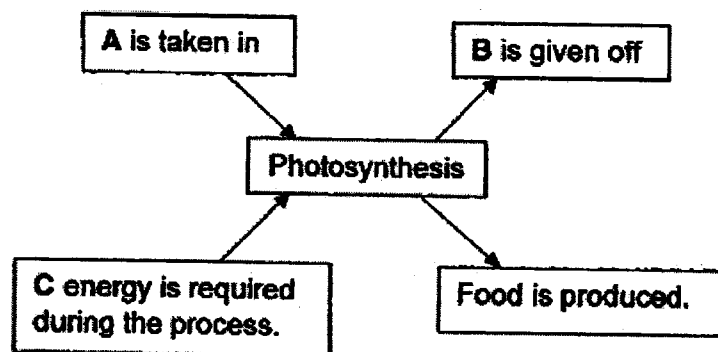 A is taken in
B is given off
Photosynthesis
C energy is required
during the process.
Food is produced.